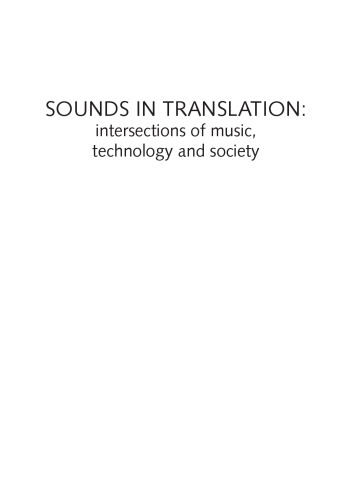 SOUNDS IN TRANSLATION:
intersections of music,
technology and society